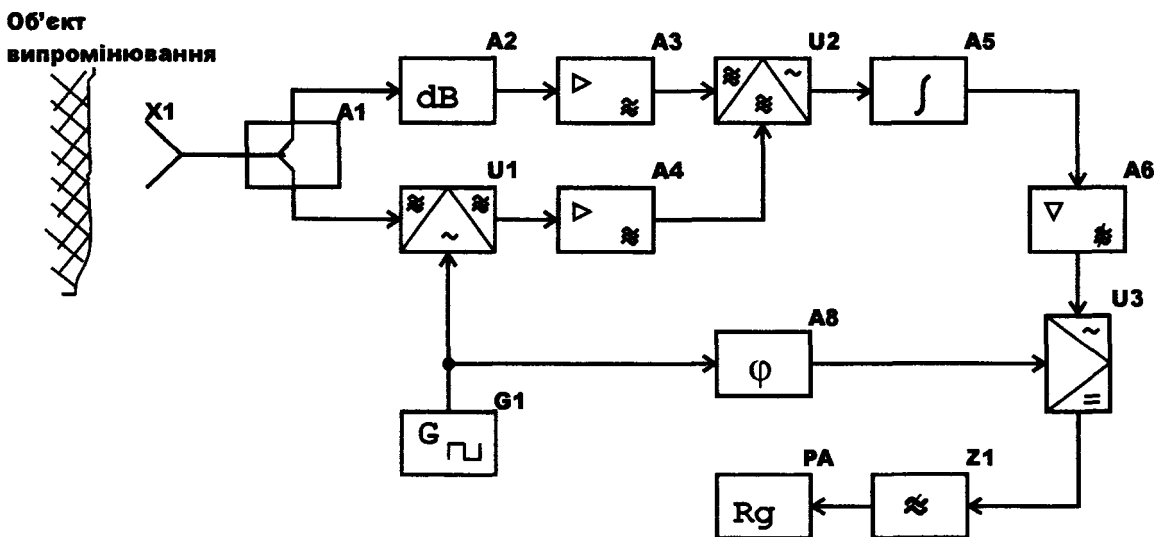 Об’єкт
випромінювання
X1
A1
A2
dB
A3
U2
A5
∫
U1
A4
A6
U3
A8
φ
G1
G
PA
Rg
Z1